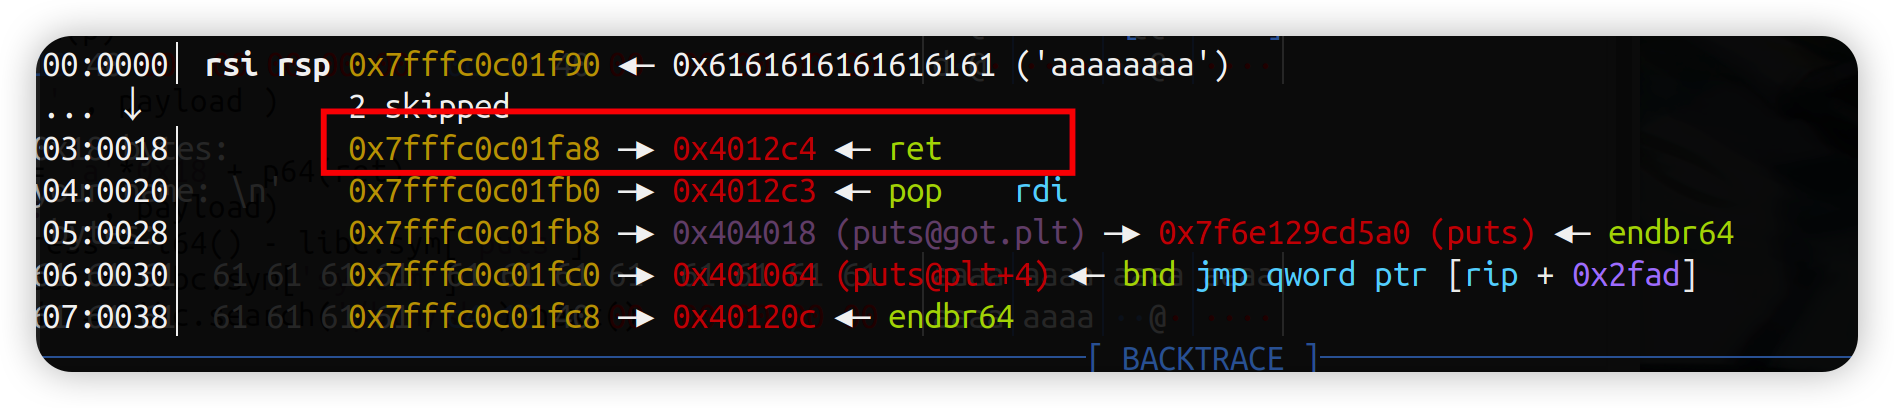 00:0000│ rsi rsp 0x7fffc0c01f90 ◂— 0x6161616161616161 ('aaaaaaaa')
... ↓ 2 skipped
03:0018│ 0x7fffc0c01fa8 —▸ 0x4012c4 ◂— ret
04:0020│ 0x7fffc0c01fb0 —▸ 0x4012c3 ◂— pop rdi
05:0028│ 0x7fffc0c01fb8 —▸ 0x404018 (puts@got.plt) —▸ 0x7f6e129cd5a0 (puts) ◂— endbr64
06:0030│ 0x7fffc0c01fc0 —▸ 0x401064 (puts@plt+4) ◂— bnd jmp qword ptr [rip + 0x2fad]
07:0038│ 0x7fffc0c01fc8 —▸ 0x40120c ◂— endbr64
[ BACKTRACE ]